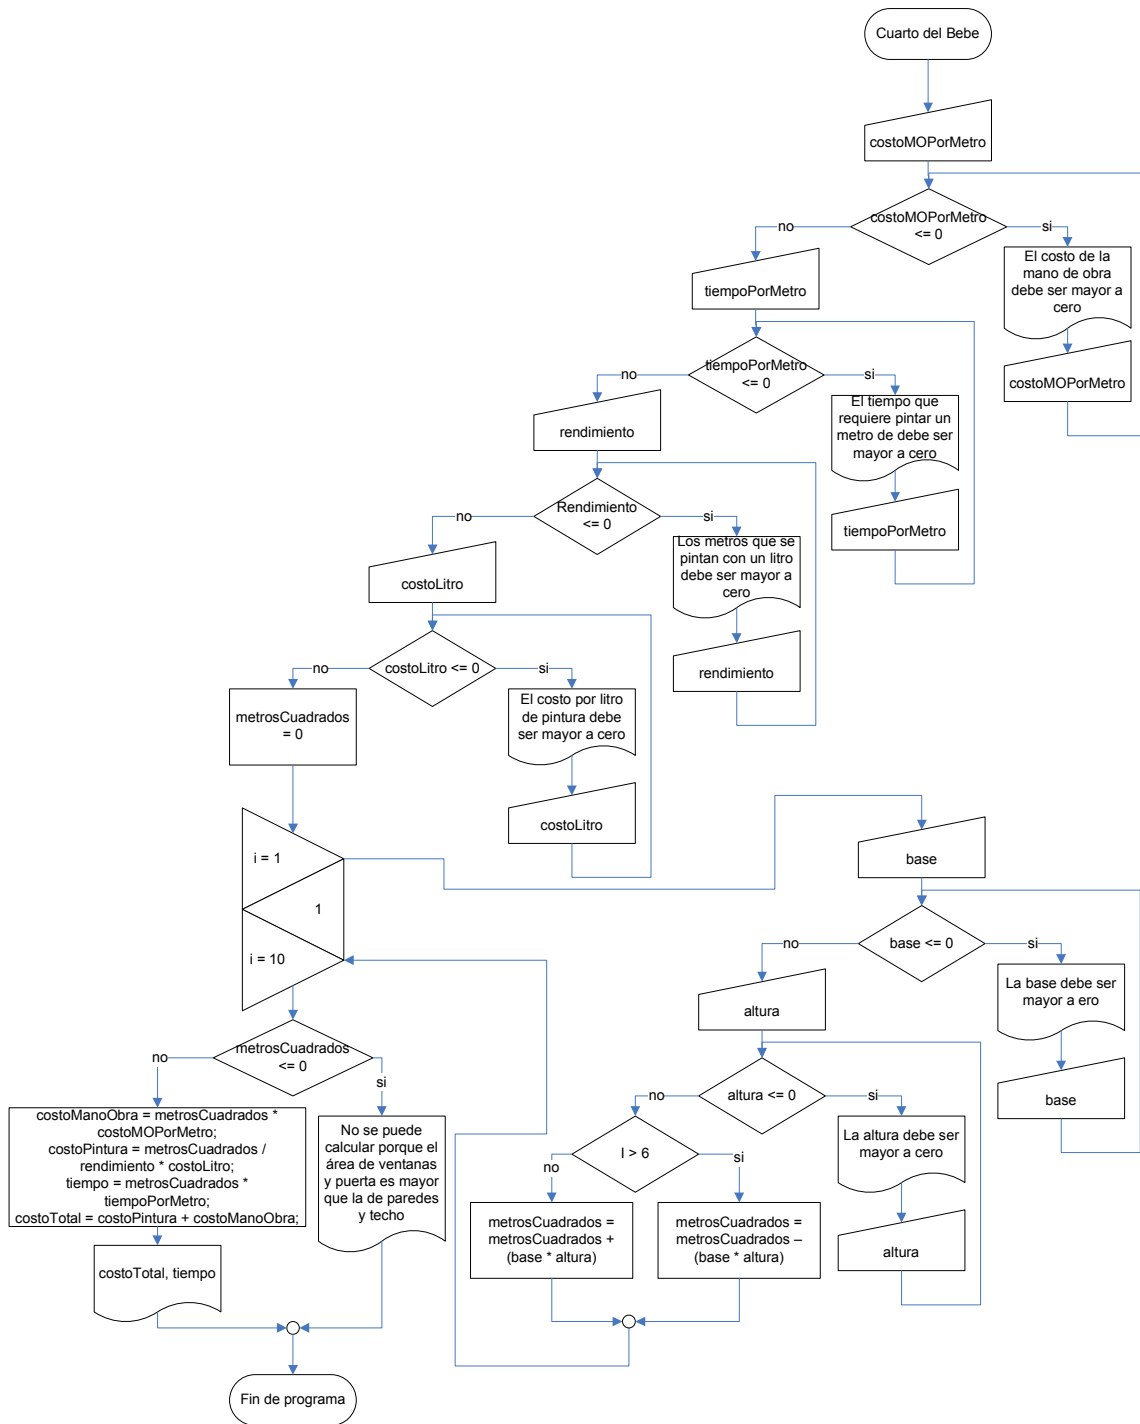 Cuarto del Bebe
costoMOPorMetro
costoMOPorMetro
<= 0
no
si
El costo de la
mano de obra
debe ser mayor a
cero
costoMOPorMetro
tiempoPorMetro
tiempoPorMetro
<= 0
no
si
El tiempo que
requiere pintar un
metro de debe ser
mayor a cero
tiempoPorMetro
rendimiento
Rendimiento
<= 0
no
si
Los metros que se
pintan con un litro
debe ser mayor a
cero
rendimiento
costoLitro
costoLitro <= 0
no
si
El costo por litro
de pintura debe
ser mayor a cero
costoLitro
metrosCuadrados
= 0
i = 1
1
i = 10
base
base <= 0
no
si
La base debe ser
mayor a ero
base
altura
altura <= 0
no
si
La altura debe ser
mayor a cero
altura
I > 6
no
si
metrosCuadrados =
metrosCuadrados +
(base * altura)
metrosCuadrados =
metrosCuadrados –
(base * altura)
metrosCuadrados
<= 0
no
si
costoManoObra = metrosCuadrados *
costoMOPorMetro;
costoPintura = metrosCuadrados /
rendimiento * costoLitro;
tiempo = metrosCuadrados *
tiempoPorMetro;
costoTotal = costoPintura + costoManoObra;
No se puede
calcular porque el
área de ventanas
y puerta es mayor
que la de paredes
y techo
costoTotal, tiempo
Fin de programa